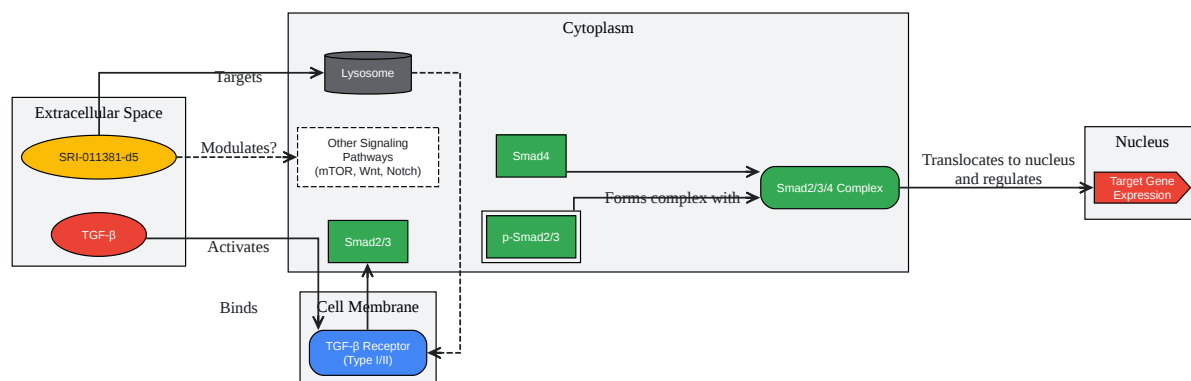 Cytoplasm
Targets
Lysosome
Extracellular Space
SRI-011381-d5
Modulates?
Other Signaling
Pathways
(mTOR, Wnt, Notch)
Smad4
Smad2/3/4 Complex
Translocates to nucleus
and regulates
Nucleus
Target Gene
Expression
Forms complex with
TGF-β
Activates
Smad2/3
p-Smad2/3
Binds
Cell Membrane
TGF-β Receptor
(Type I/II)